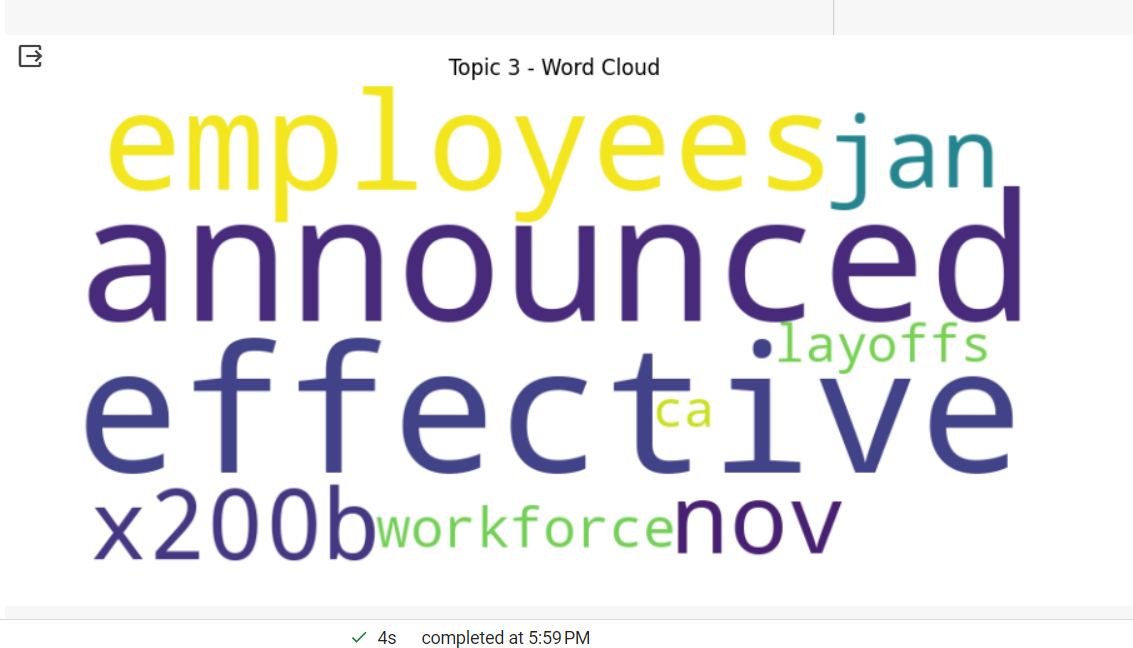 Topic 3 - Word Cloud
employees
jan
announced
layoffs
effective
ca
x200b
workforce
nov
4s completed at 5:59 PM